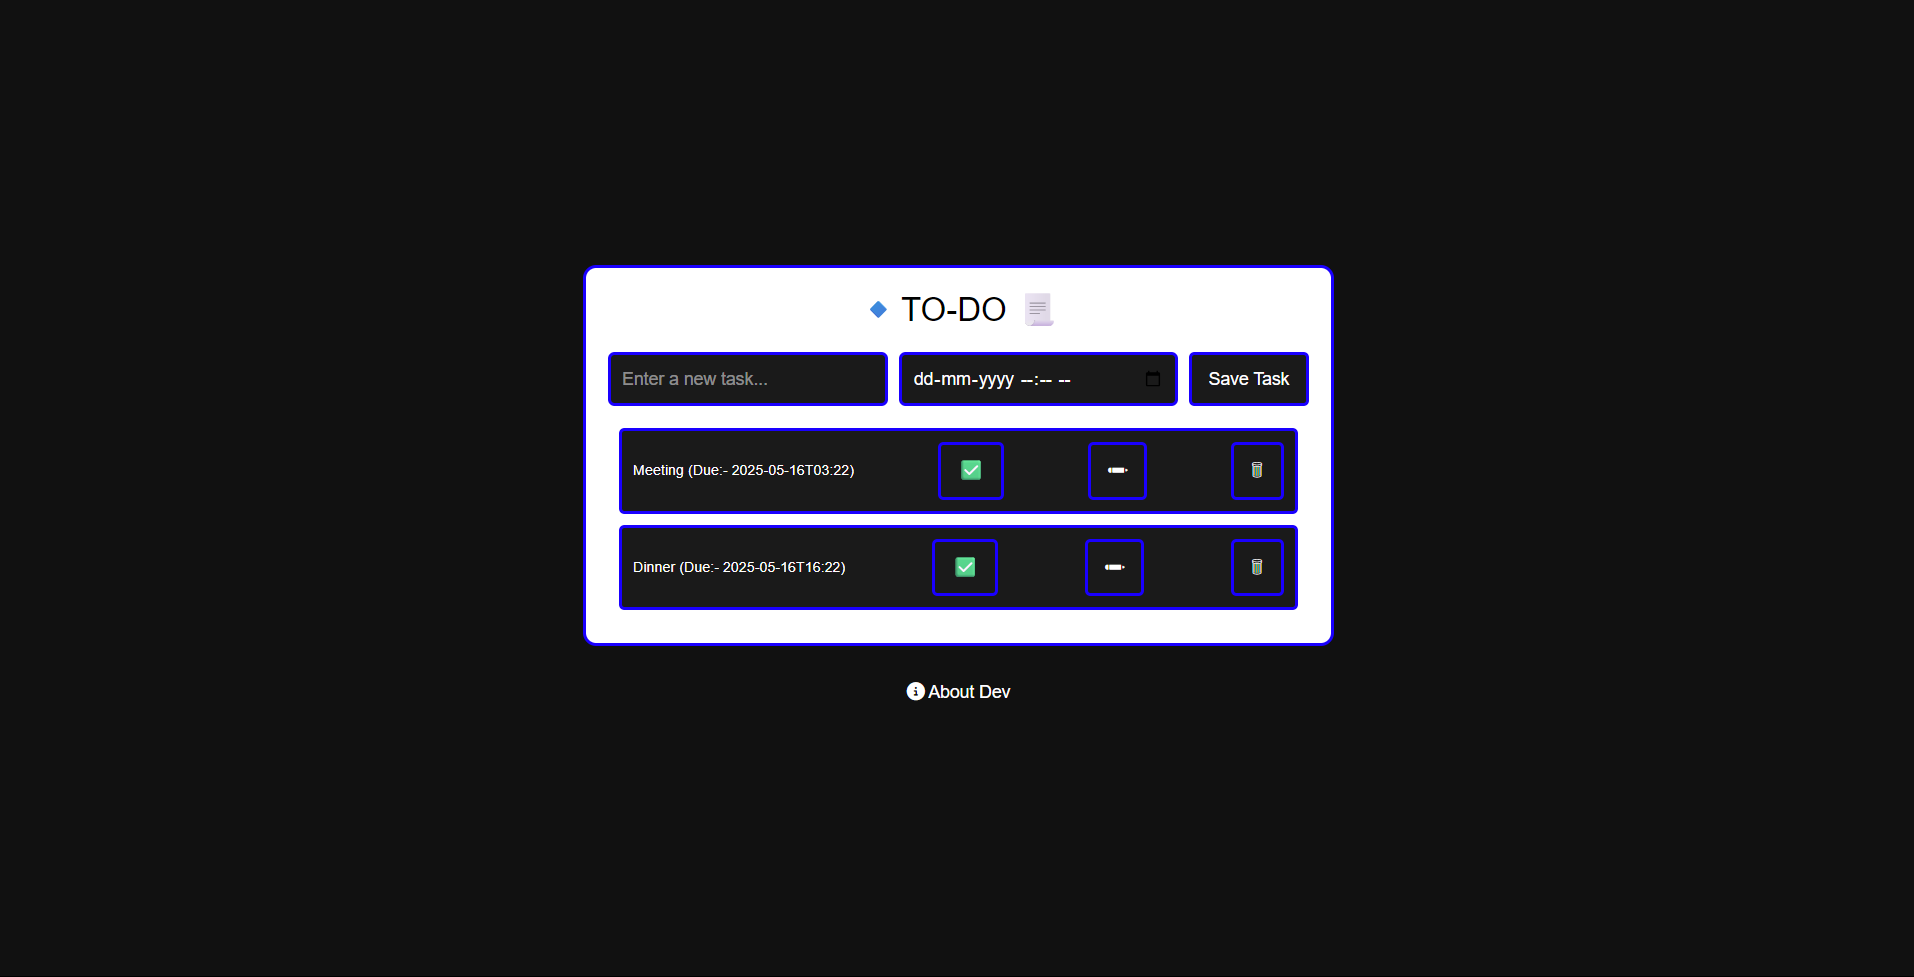 TO-DO
Enter a new task...
dd-mm-yyyy --:-- --
Save Task
Meeting (Due:- 2025-05-16T03:22)
Dinner (Due:- 2025-05-16T16:22)
About Dev